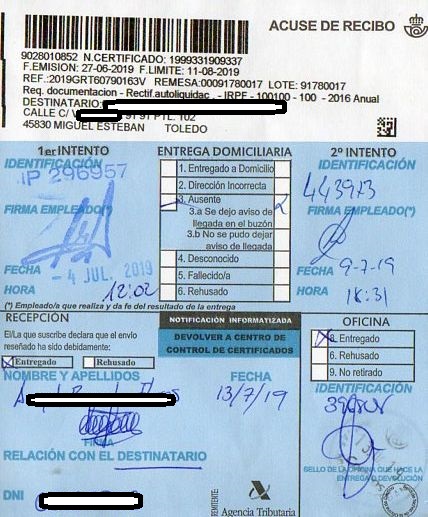 ACUSE DE RECIBO
9028010852 N.CERTIFICADO: 1999331909337
F.EMISION: 27-06-2019 F.LIMITE: 11-08-2019
REF.:2019GRT60790163V REMESA:00091780017 LOTE: 91780017
Req. documentacion - Rectif.autoliquidac, .- IRPF - 100100 - 100 - 2016 Anual
DESTINATARIO:
CALLE C/ PTL. 102
45830 MIGUEL ESTEBAN TOLEDO
1er INTENTO
IDENTIFICACIÓN
IP 296957
FIRMA EMPLEADO(*)
FECHA
- 4 JUL. 2019
HORA 12:02
ENTREGA DOMICILIARIA
1. Entregado a Domicilio
2. Dirección Incorrecta
3. Ausente
3.a Se dejo aviso de
llegada en el buzón
3.b No se pudo dejar
aviso de llegada
4. Desconocido
5. Fallecido/a
6. Rehusado
2º INTENTO
IDENTIFICACIÓN
443913
FIRMA EMPLEADO(*)
FECHA 9-7-19
HORA 18:31
(*) Empleado/a que realiza y da fe del resultado de la entrega
RECEPCIÓN
El/La que suscribe declara que el envío
reseñado ha sido debidamente:
Entregado Rehusado
NOMBRE Y APELLIDOS
FIRMA
RELACIÓN CON EL DESTINATARIO
DNI
NOTIFICACIÓN INFORMATIZADA
DEVOLVER A CENTRO DE
CONTROL DE CERTIFICADOS
FECHA
13/7/19
REMITENTE:
Agencia Tributaria
OFICINA
Entregado
6. Rehusado
9. No retirado
IDENTIFICACIÓN
SELLO DE LA OFICINA QUE HACE LA
ENTREGA O DEVOLUCIÓN